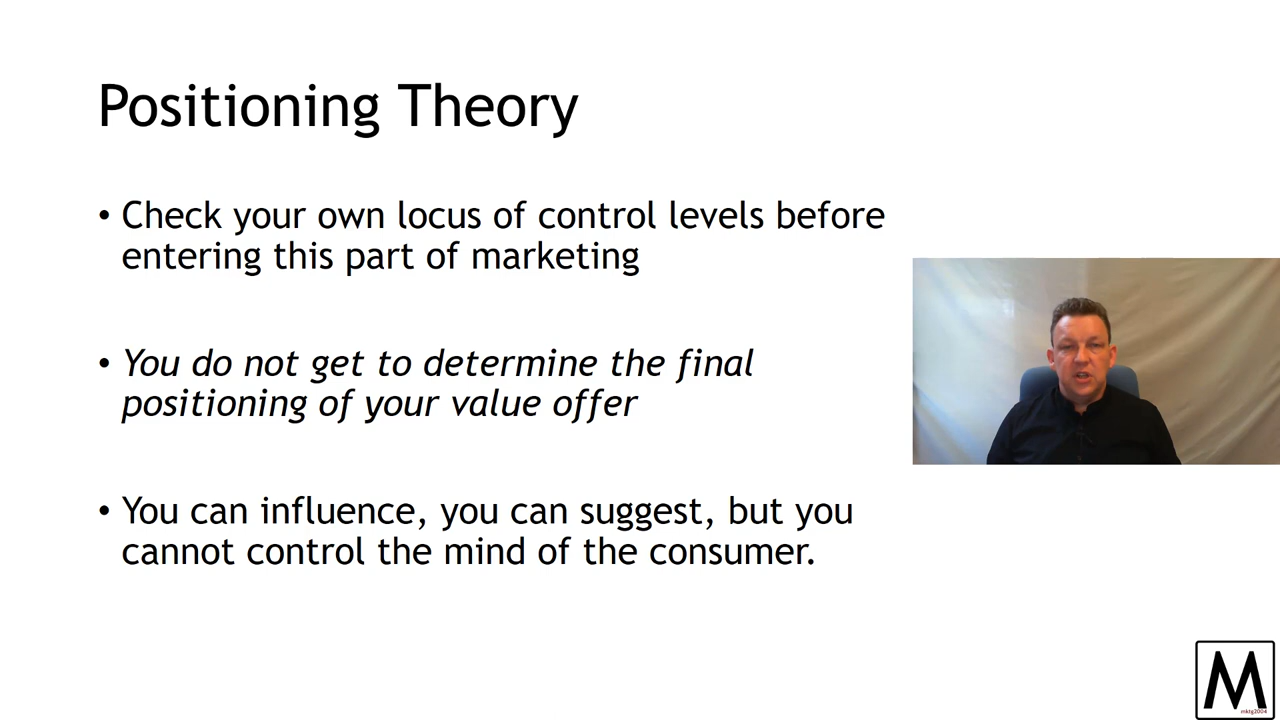 Positioning Theory
• Check your own locus of control levels before
entering this part of marketing
• You do not get to determine the final
positioning of your value offer
• You can influence, you can suggest, but you
cannot control the mind of the consumer.
M
mktg2004